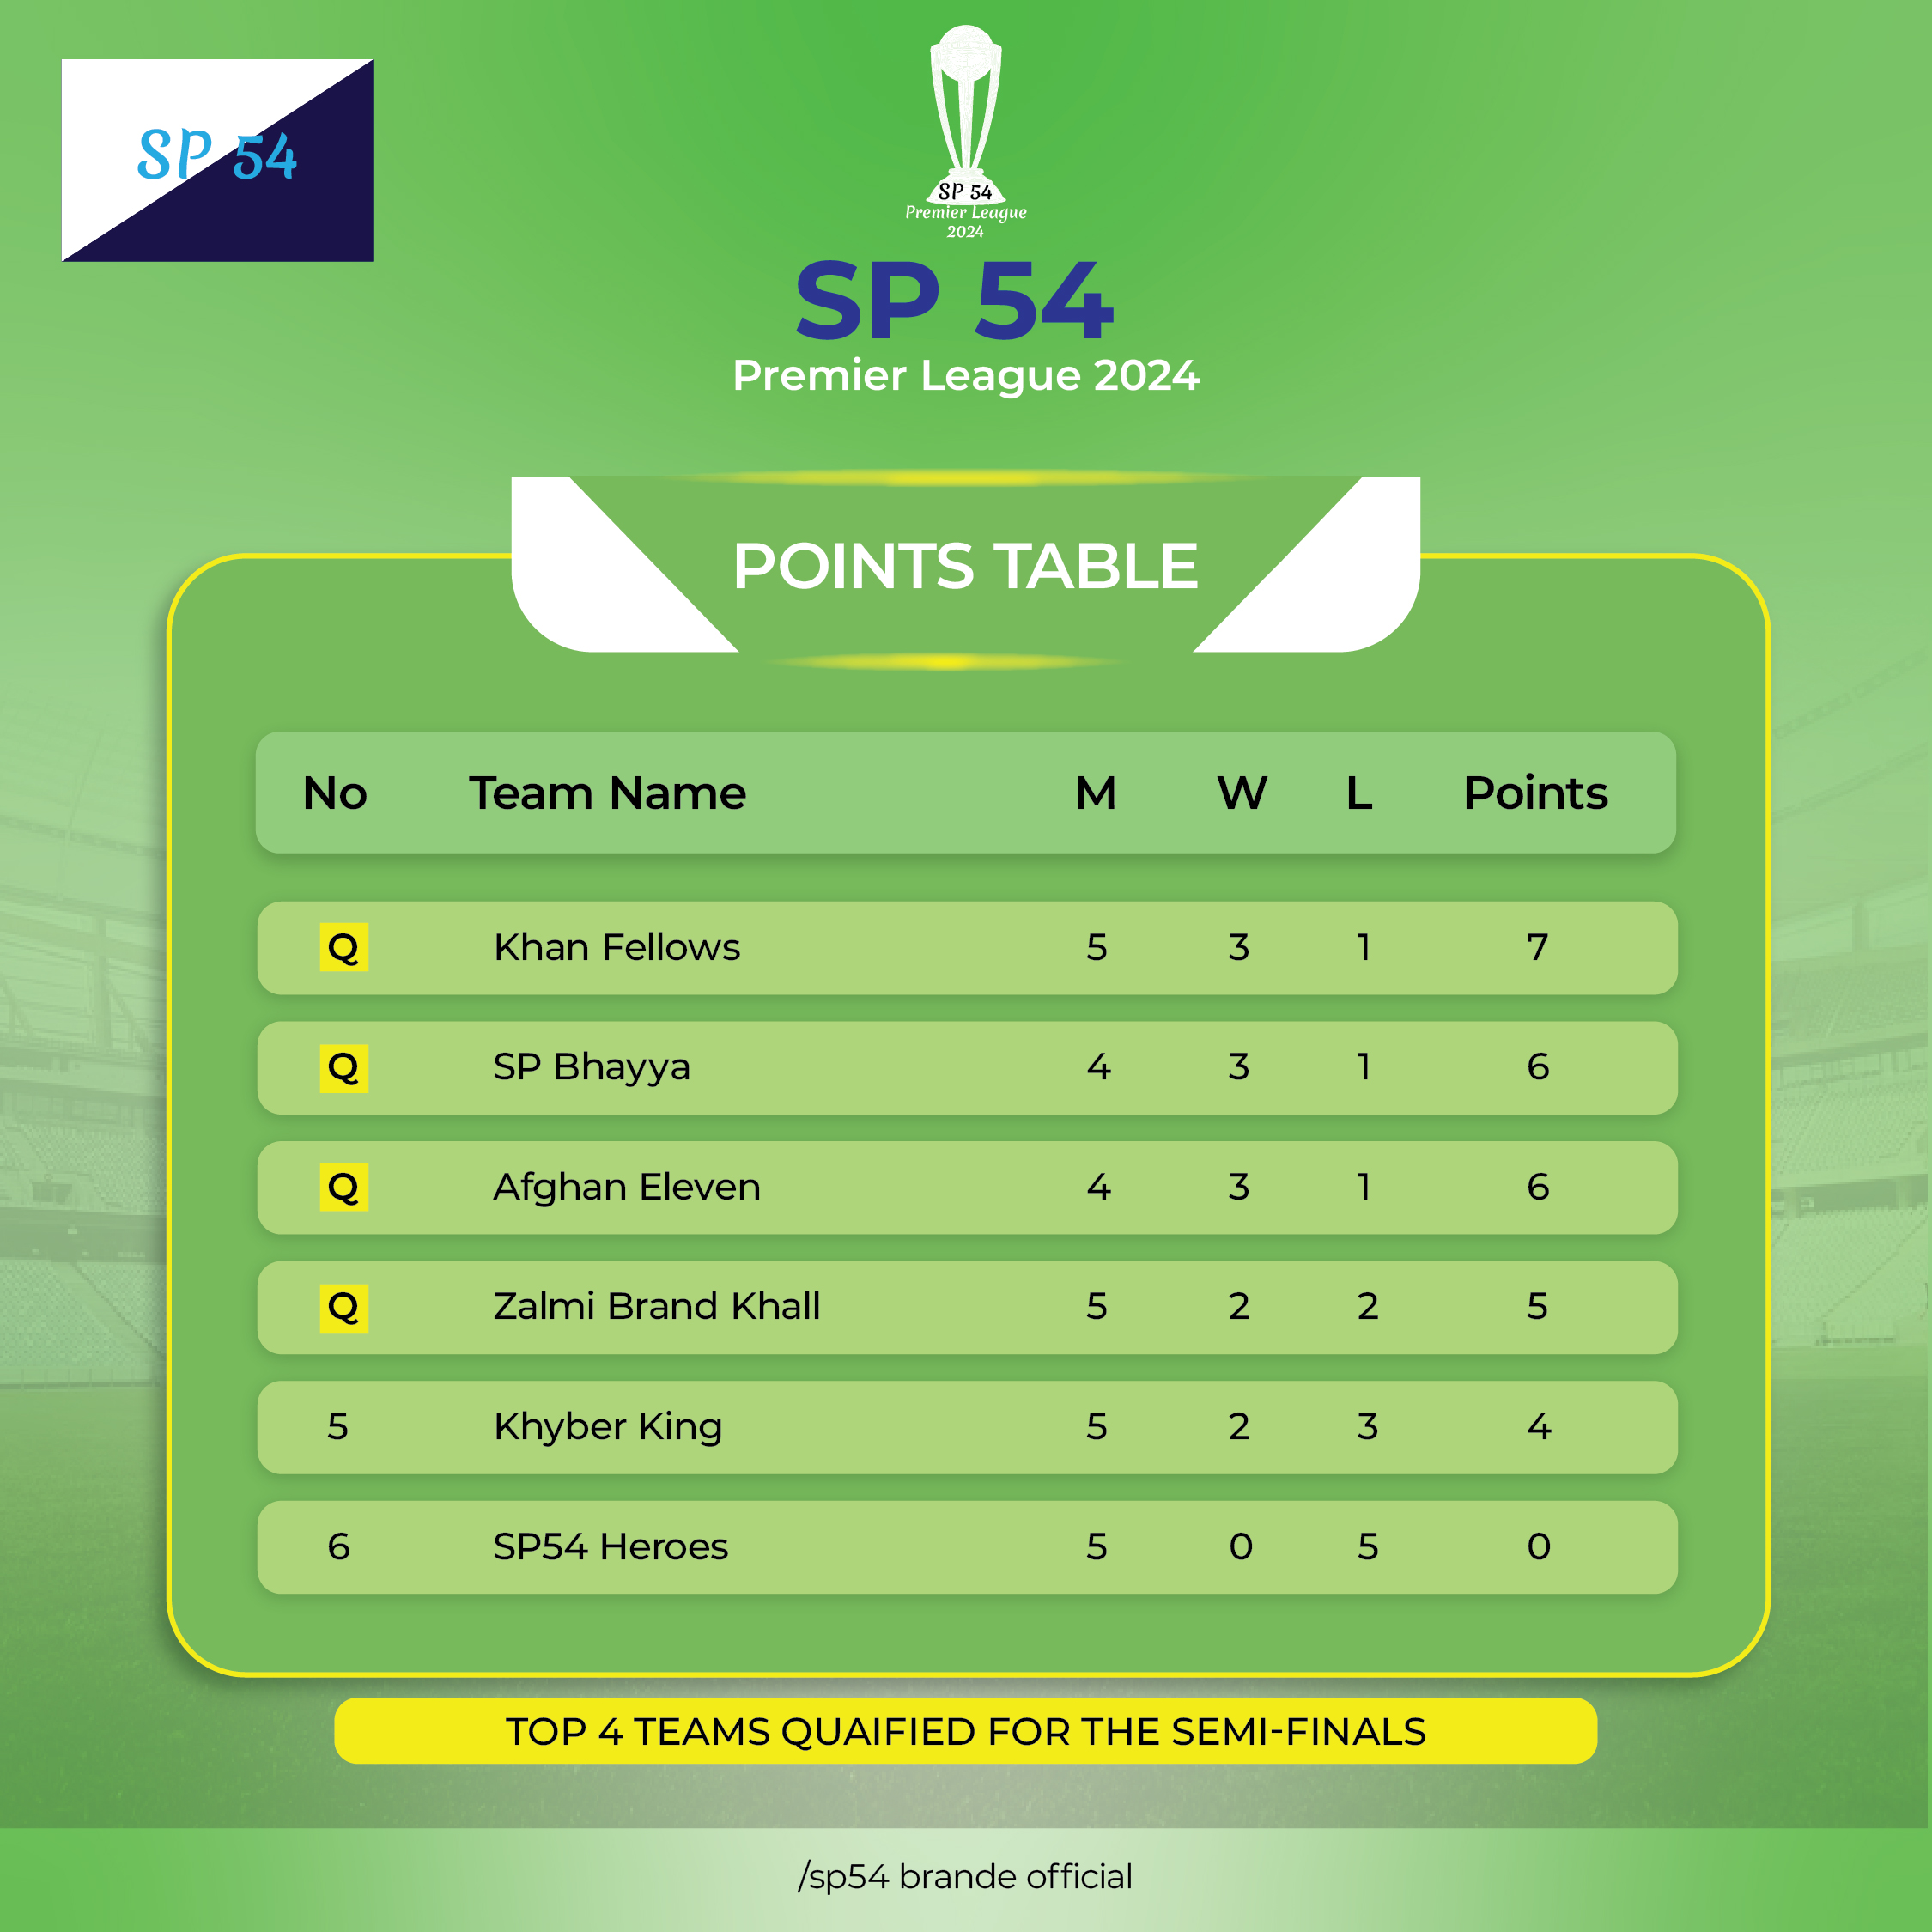 SP 54
SP 54
Premier League
2024
SP 54
Premier League 2024
POINTS TABLE
No Team Name M W L Points
Q Khan Fellows 5 3 1 7
Q SP Bhayya 4 3 1 6
Q Afghan Eleven 4 3 1 6
Q Zalmi Brand Khall 5 2 2 5
5 Khyber King 5 2 3 4
6 SP54 Heroes 5 0 5 0
TOP 4 TEAMS QUAIFIED FOR THE SEMI-FINALS
/sp54 brande official